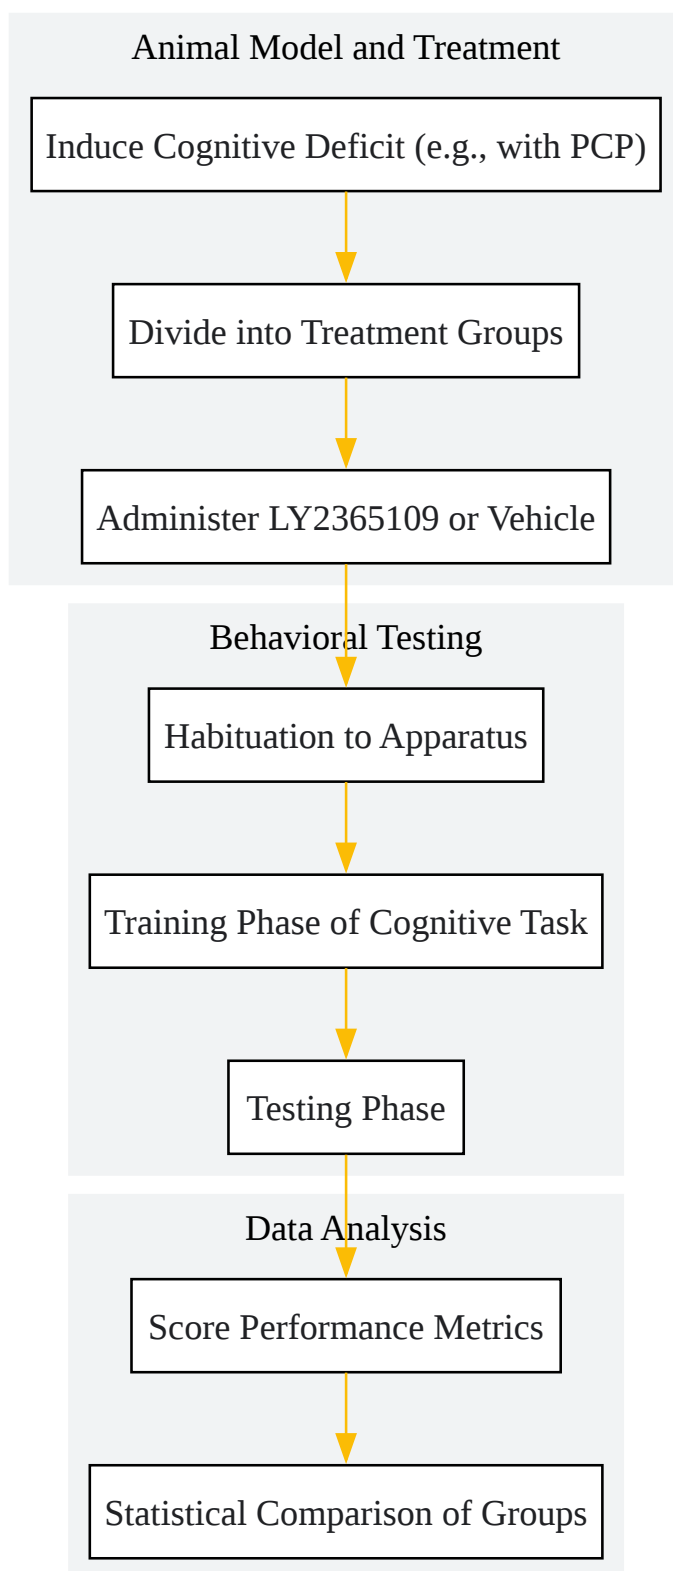 Animal Model and Treatment
Induce Cognitive Deficit (e.g., with PCP)
Divide into Treatment Groups
Administer LY2365109 or Vehicle
Behavioral Testing
Habituation to Apparatus
Training Phase of Cognitive Task
Testing Phase
Data Analysis
Score Performance Metrics
Statistical Comparison of Groups